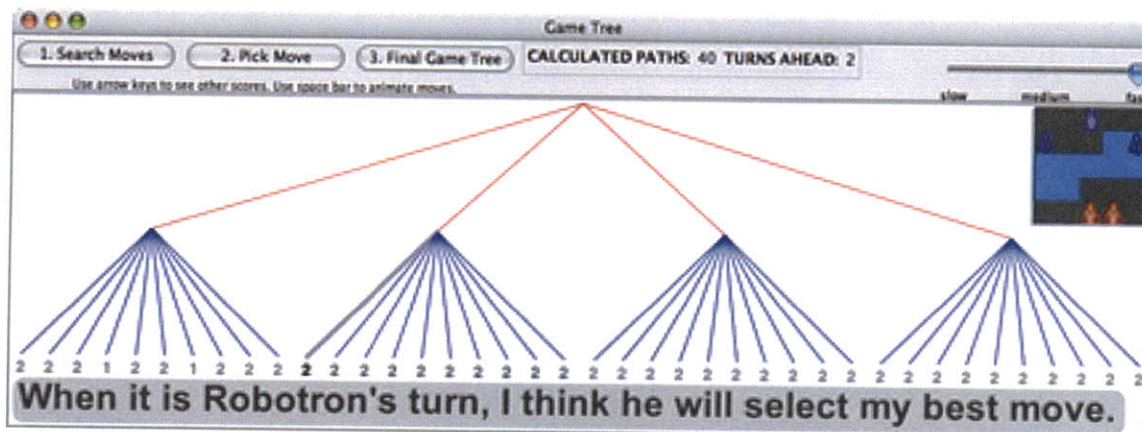 Game Tree
1. Search Moves 2. Pick Move 3. Final Game Tree CALCULATED PATHS: 40 TURNS AHEAD: 2
Use arrow keys to see other scores. Use space bar to animate moves.
slow medium fas
2 2 2 1 2 2 1 2 2 2 2 2 2 2 2 2 2 2 2 2 2 2 2 2 2 2 2 2 2 2 2 2 2 2 2 2 2 2 2 2
When it is Robotron's turn, I think he will select my best move.